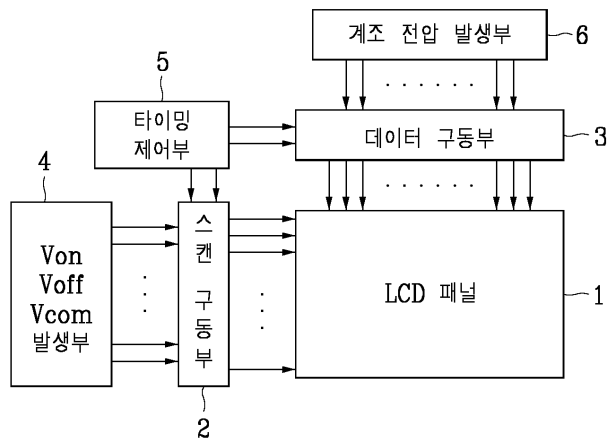 계조 전압 발생부
6
5
타이밍
제어부
데이터 구동부
3
4
Von
Voff
Vcom
발생부
스캔 구동부
2
LCD 패널
1